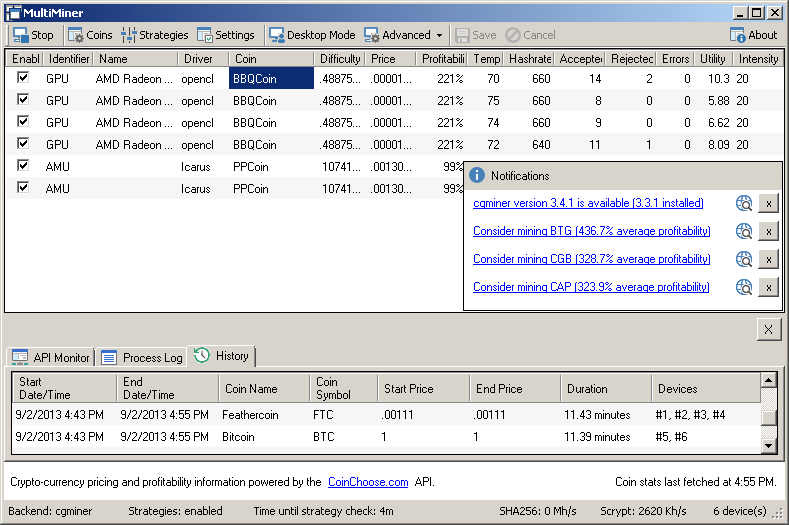 MultiMiner
Stop Coins Strategies Settings Desktop Mode Advanced Save Cancel About
Enabl Identifier Name Driver Coin Difficulty Price Profitabili Temp Hashrate Accepted Rejected Errors Utility Intensity
GPU AMD Radeon ... opencl BBQCoin .48875... .00001... 221% 70 660 14 2 0 10.3 20
GPU AMD Radeon ... opencl BBQCoin .48875... .00001... 221% 75 660 8 0 0 5.88 20
GPU AMD Radeon ... opencl BBQCoin .48875... .00001... 221% 74 660 9 0 0 6.62 20
GPU AMD Radeon ... opencl BBQCoin .48875... .00001... 221% 72 640 11 1 0 8.09 20
AMU Icarus PPCoin 10741... .00130... 99%
AMU Icarus PPCoin 10741... .00130... 99%
Notifications
cgminer version 3.4.1 is available (3.3.1 installed) x
Consider mining BTG (436.7% average profitability) x
Consider mining CGB (328.7% average profitability) x
Consider mining CAP (323.9% average profitability) x
X
API Monitor Process Log History
Start Date/Time End Date/Time Coin Name Coin Symbol Start Price End Price Duration Devices
9/2/2013 4:43 PM 9/2/2013 4:55 PM Feathercoin FTC .00111 .00111 11.43 minutes #1, #2, #3, #4
9/2/2013 4:43 PM 9/2/2013 4:55 PM Bitcoin BTC 1 1 11.39 minutes #5, #6
Crypto-currency pricing and profitability information powered by the CoinChoose.com API. Coin stats last fetched at 4:55 PM.
Backend: cgminer Strategies: enabled Time until strategy check: 4m SHA256: 0 Mh/s Scrypt: 2620 Kh/s 6 device(s)